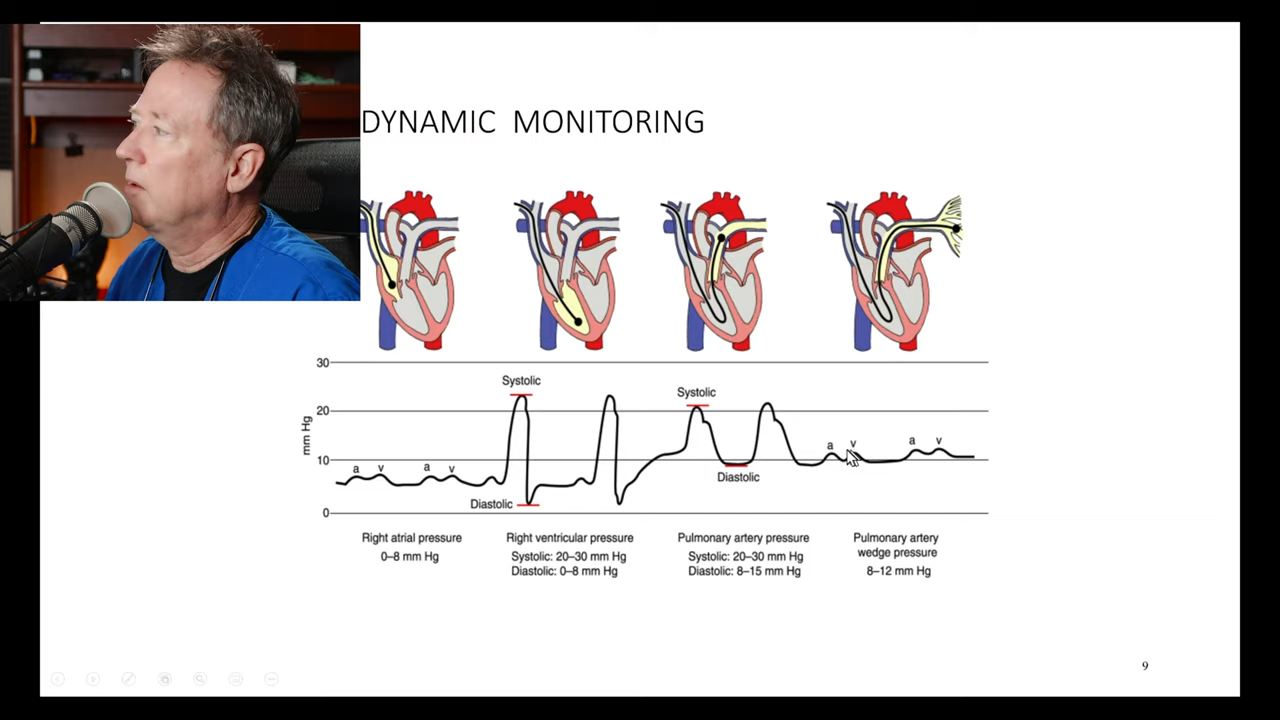 DYNAMIC MONITORING
30
20
10
0
mm Hg
a
v
a
v
Systolic
Diastolic
Systolic
Diastolic
a
v
a
v
Right atrial pressure
0–8 mm Hg
Right ventricular pressure
Systolic: 20–30 mm Hg
Diastolic: 0–8 mm Hg
Pulmonary artery pressure
Systolic: 20–30 mm Hg
Diastolic: 8–15 mm Hg
Pulmonary artery
wedge pressure
8–12 mm Hg
9